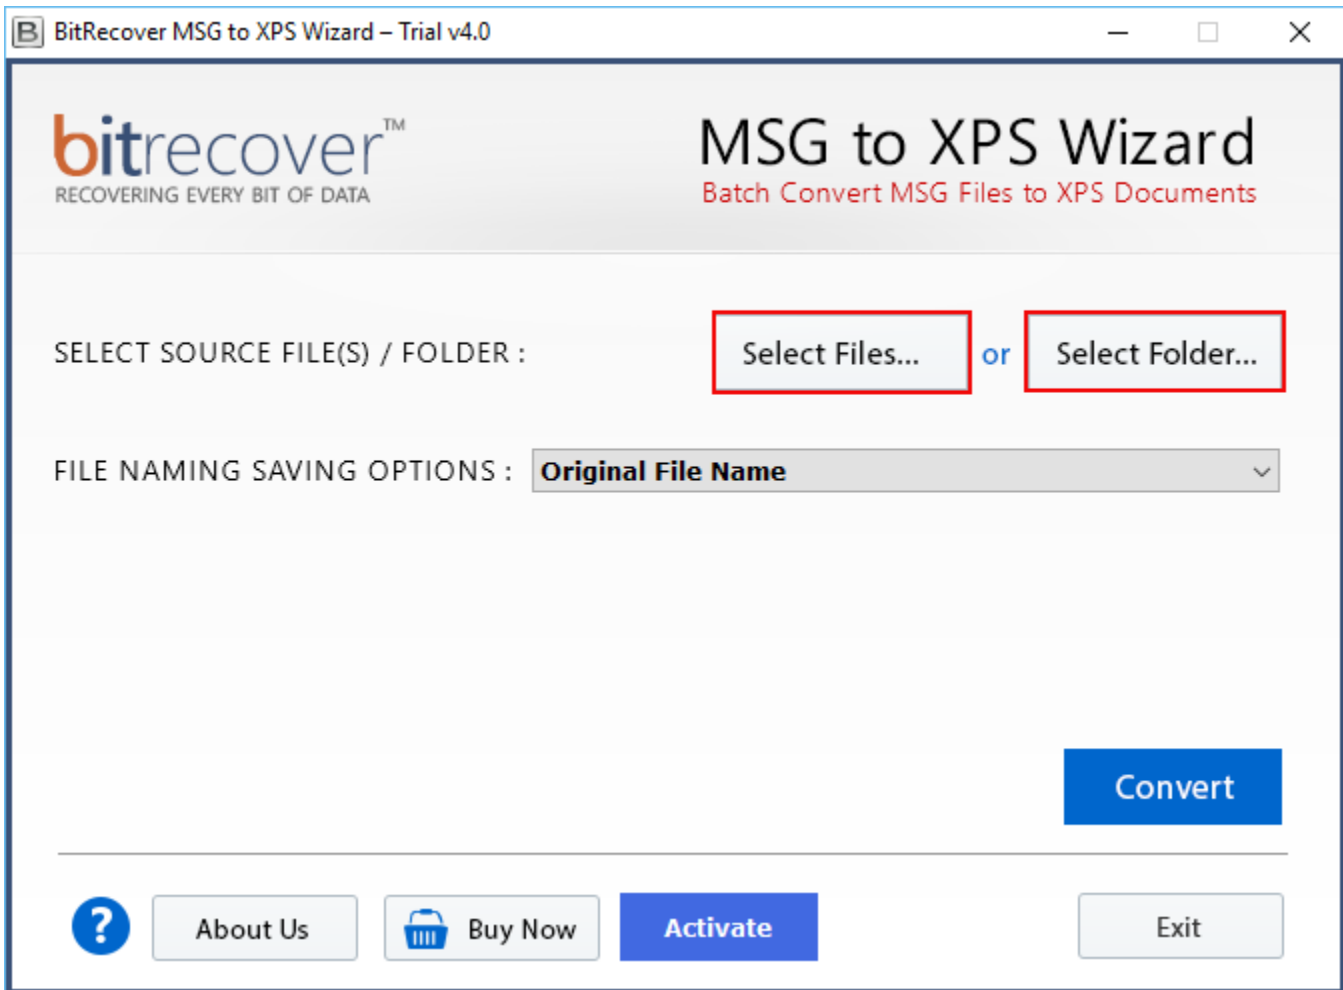 B BitRecover MSG to XPS Wizard – Trial v4.0
bitrecover™
RECOVERING EVERY BIT OF DATA
MSG to XPS Wizard
Batch Convert MSG Files to XPS Documents
SELECT SOURCE FILE(S) / FOLDER : Select Files... or Select Folder...
FILE NAMING SAVING OPTIONS : Original File Name
Convert
? About Us Buy Now Activate Exit